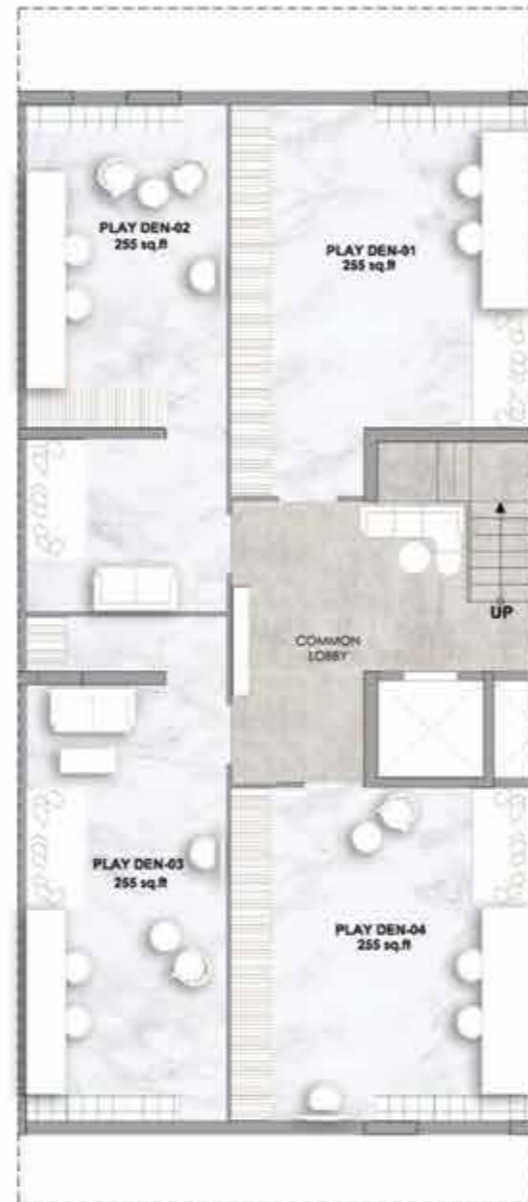 PLAY DEN-02
255 sq.ft
PLAY DEN-01
255 sq.ft
UP
COMMON
LOBBY
PLAY DEN-03
255 sq.ft
PLAY DEN-04
255 sq.ft